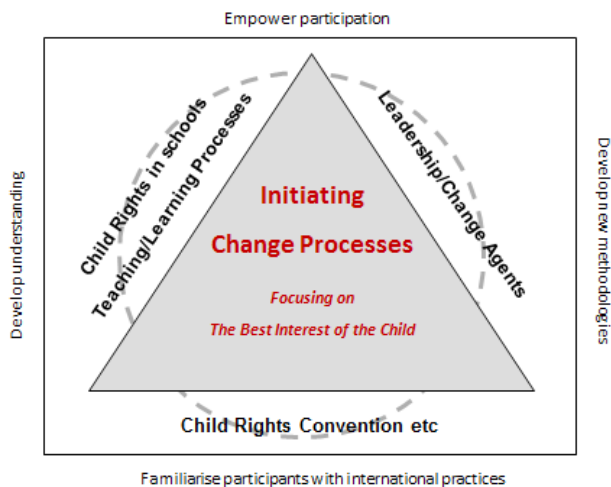 Empower participation
Develop understanding
Child Rights in schools
Teaching/Learning Processes
Leadership/Change Agents
Develop new methodologies
Initiating
Change Processes
Focusing on
The Best Interest of the Child
Child Rights Convention etc
Familiarise participants with international practices